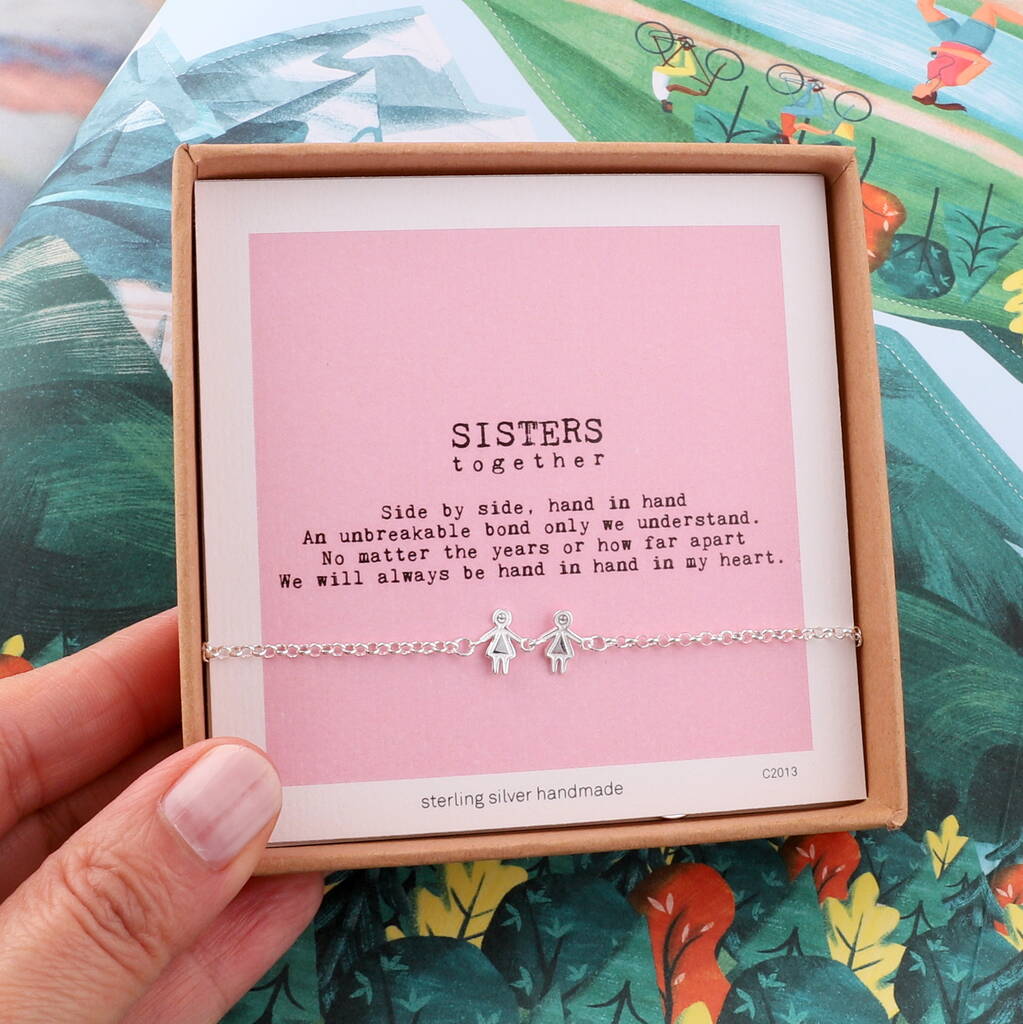 SISTERS
together
Side by side, hand in hand
An unbreakable bond only we understand.
No matter the years or how far apart
We will always be hand in hand in my heart.
C2013
sterling silver handmade